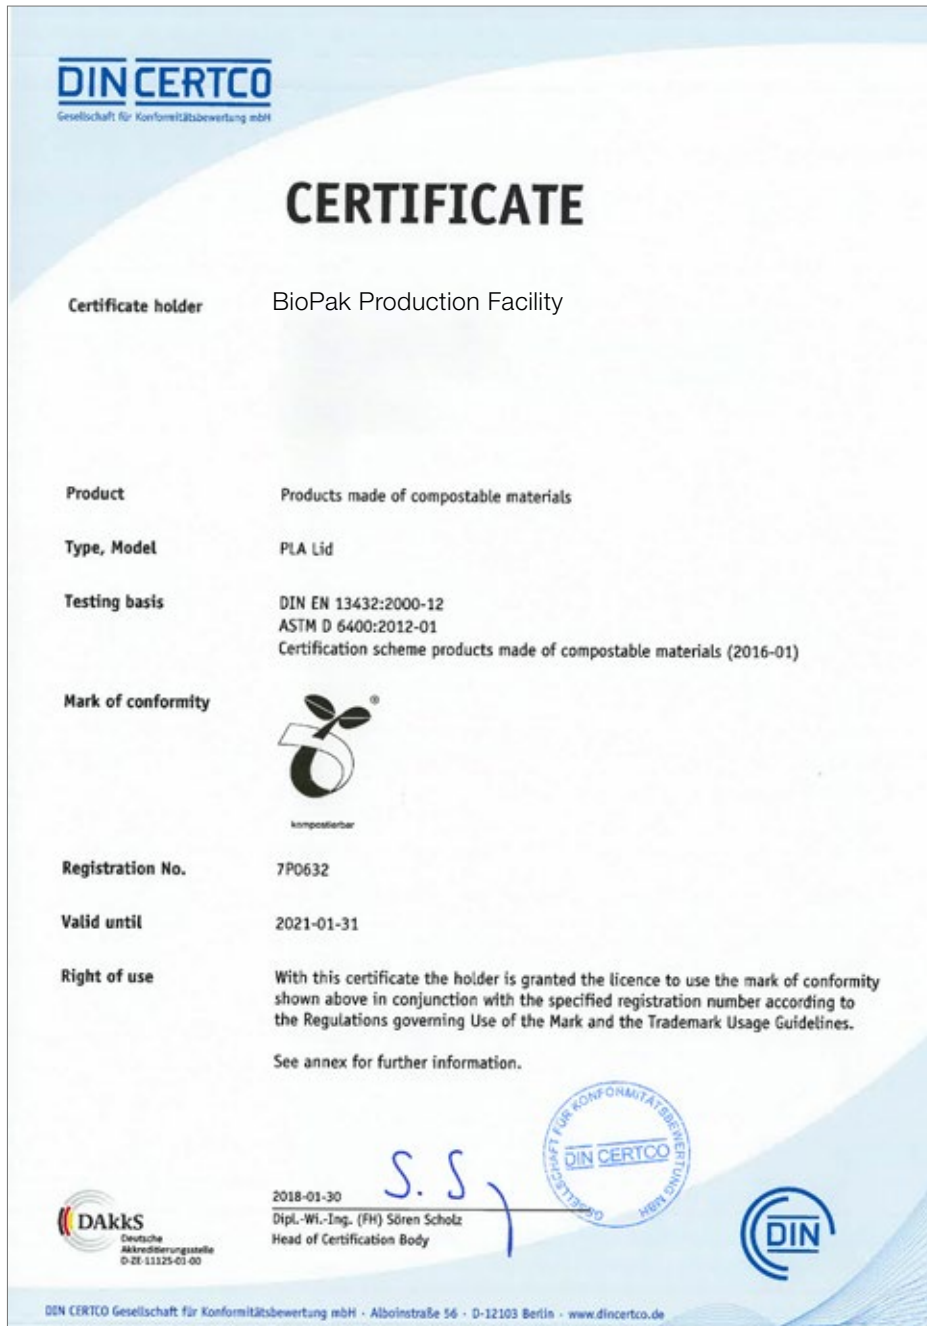 DIN CERTCO
Gesellschaft für Konformitätsbewertung mbH
CERTIFICATE
Certificate holder BioPak Production Facility
Product Products made of compostable materials
Type, Model PLA Lid
Testing basis DIN EN 13432:2000-12
ASTM D 6400:2012-01
Certification scheme products made of compostable materials (2016-01)
Mark of conformity
®
kompostierbar
Registration No. 7P0632
Valid until 2021-01-31
Right of use With this certificate the holder is granted the licence to use the mark of conformity
shown above in conjunction with the specified registration number according to
the Regulations governing Use of the Mark and the Trademark Usage Guidelines.
See annex for further information.
GESELLSCHAFT FÜR KONFORMITÄTSBEWERTUNG MBH
DIN CERTCO
S. S
2018-01-30
Dipl.-Wi.-Ing. (FH) Sören Scholz
Head of Certification Body
DAkkS
Deutsche
Akkreditierungsstelle
D-ZE-11125-01-00
DIN
DIN CERTCO Gesellschaft für Konformitätsbewertung mbH · Alboinstraße 56 · D-12103 Berlin · www.dincertco.de